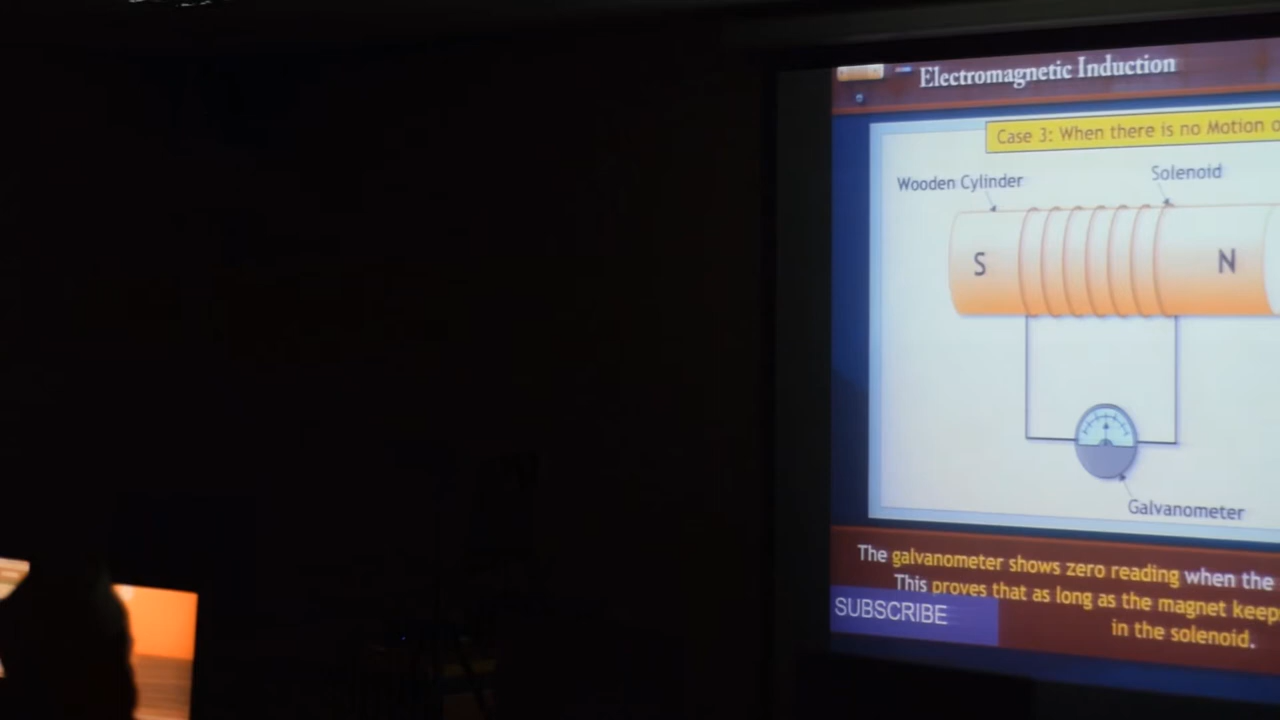 Electromagnetic Induction
Case 3: When there is no Motion
Wooden Cylinder
Solenoid
S
N
Galvanometer
The galvanometer shows zero reading when the
This proves that as long as the magnet keep
in the solenoid.
SUBSCRIBE